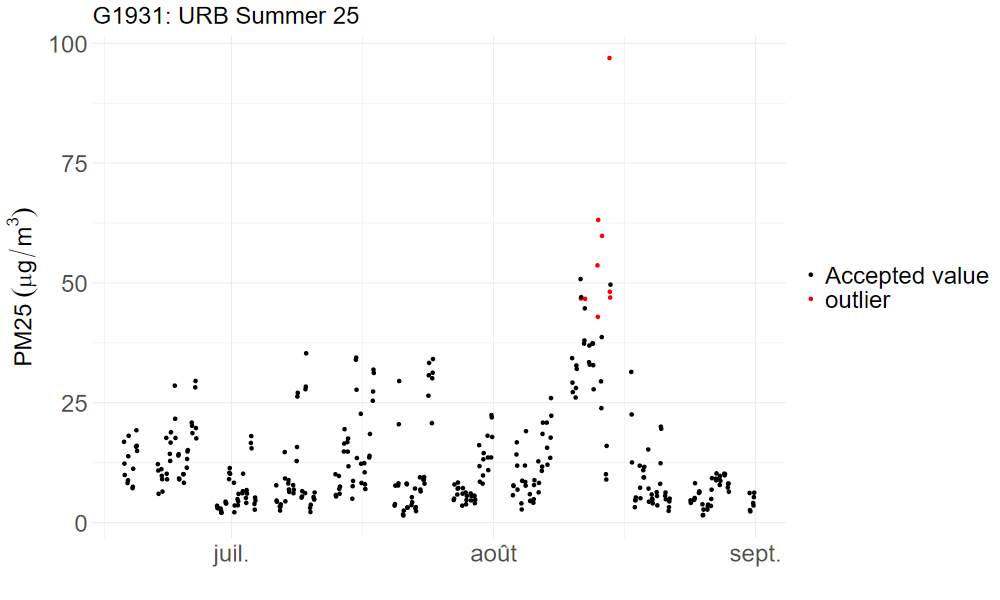 G1931: URB Summer 25
100
75
50
25
0
PM25 (μg/m³)
juil.
août
sept.
Accepted value
outlier